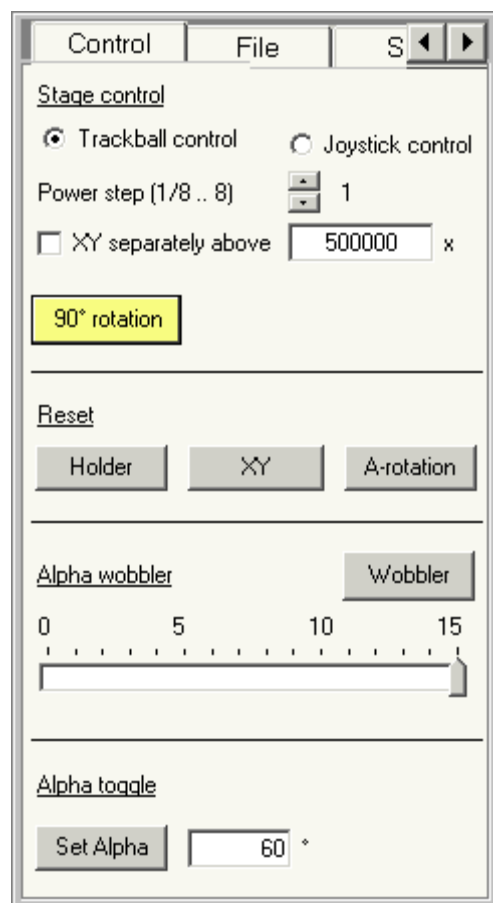 Control File S
Stage control
Trackball control Joystick control
Power step (1/8 .. 8) 1
XY separately above 500000 x
90° rotation
Reset
Holder XY A-rotation
Alpha wobbler Wobbler
0 5 10 15
Alpha toggle
Set Alpha 60 °